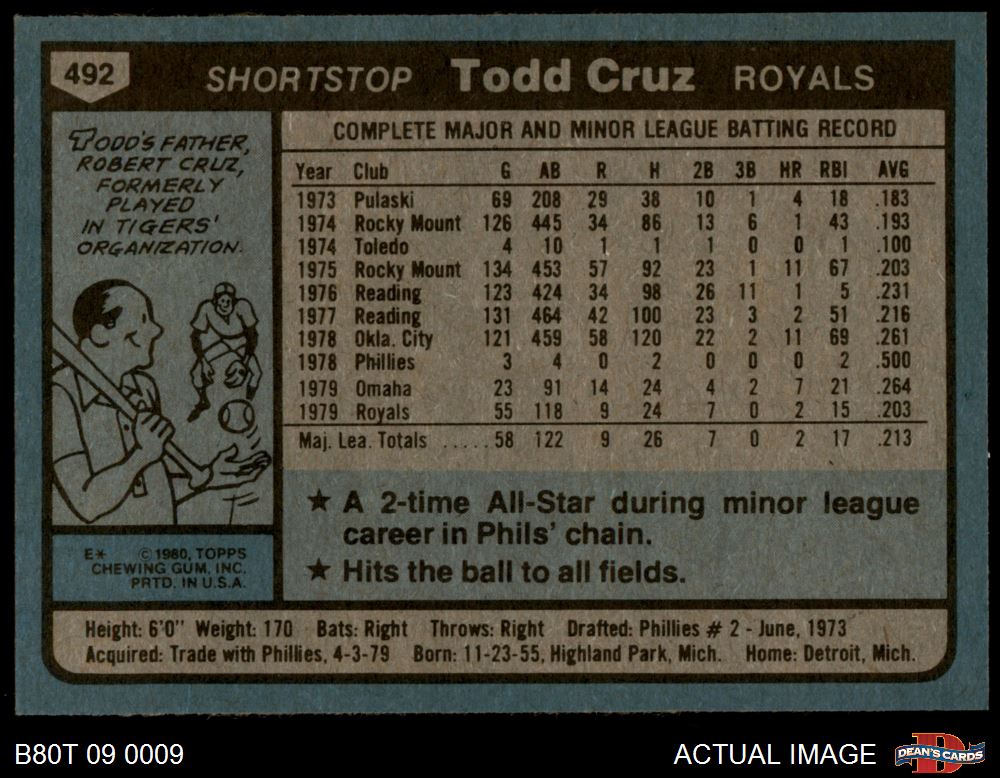 492 SHORTSTOP Todd Cruz ROYALS
TODD'S FATHER,
ROBERT CRUZ,
FORMERLY
PLAYED
IN TIGERS'
ORGANIZATION.
COMPLETE MAJOR AND MINOR LEAGUE BATTING RECORD
Year Club G AB R H 2B 3B HR RBI AVG
1973 Pulaski 69 208 29 38 10 1 4 18 .183
1974 Rocky Mount 126 445 34 86 13 6 1 43 .193
1974 Toledo 4 10 1 1 1 0 0 1 .100
1975 Rocky Mount 134 453 57 92 23 1 11 67 .203
1976 Reading 123 424 34 98 26 11 1 5 .231
1977 Reading 131 464 42 100 23 3 2 51 .216
1978 Okla. City 121 459 58 120 22 2 11 69 .261
1978 Phillies 3 4 0 2 0 0 0 2 .500
1979 Omaha 23 91 14 24 4 2 7 21 .264
1979 Royals 55 118 9 24 7 0 2 15 .203
Maj. Lea. Totals ..... 58 122 9 26 7 0 2 17 .213
★ A 2-time All-Star during minor league
career in Phils' chain.
★ Hits the ball to all fields.
E* © 1980, TOPPS
CHEWING GUM, INC.
PRTD. IN U.S.A.
Height: 6'0" Weight: 170 Bats: Right Throws: Right Drafted: Phillies # 2 - June, 1973
Acquired: Trade with Phillies, 4-3-79 Born: 11-23-55, Highland Park, Mich. Home: Detroit, Mich.
B80T 09 0009 ACTUAL IMAGE DEAN'S CARDS